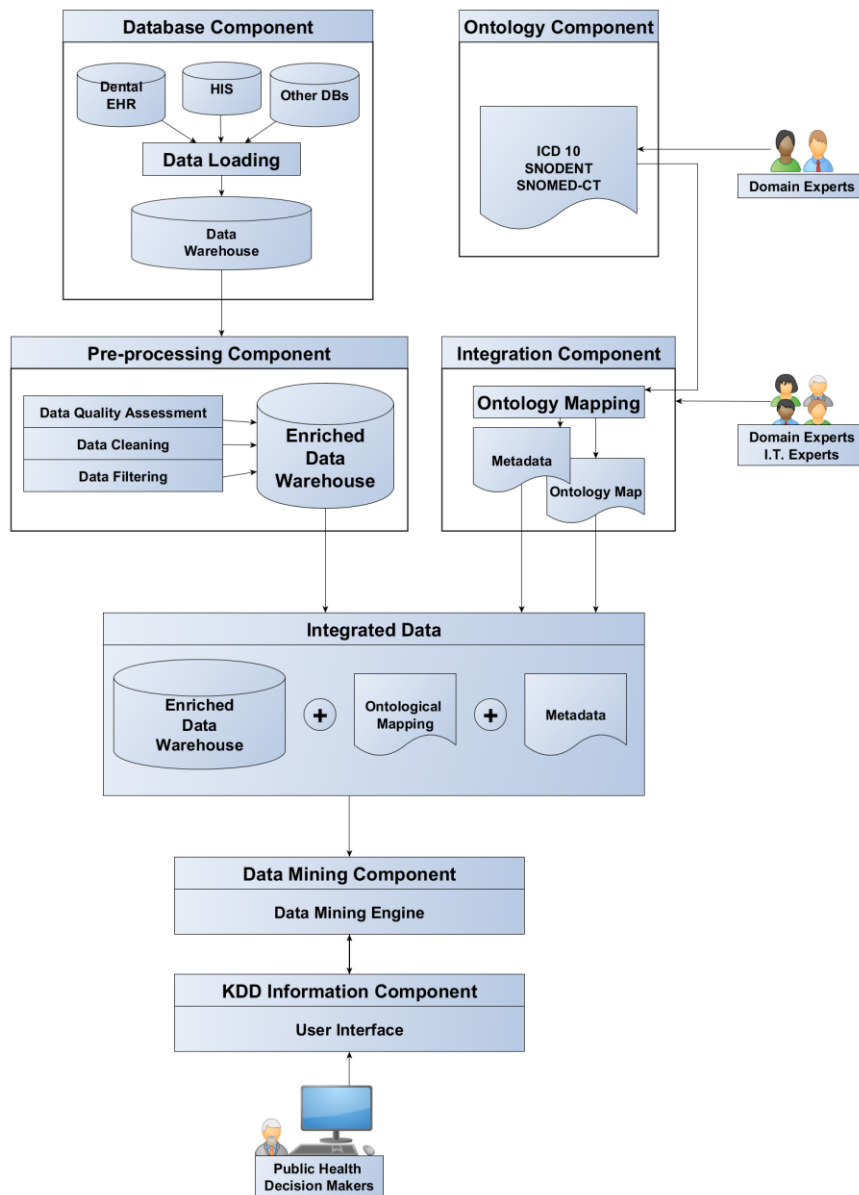 Database Component
Dental
EHR
HIS
Other DBs
Data Loading
Data
Warehouse
Ontology Component
ICD 10
SNODENT
SNOMED-CT
Domain Experts
Pre-processing Component
Data Quality Assessment
Data Cleaning
Data Filtering
Enriched
Data
Warehouse
Integration Component
Ontology Mapping
Metadata
Ontology Map
Domain Experts
I.T. Experts
Integrated Data
Enriched
Data
Warehouse
+
Ontological
Mapping
+
Metadata
Data Mining Component
Data Mining Engine
KDD Information Component
User Interface
Public Health
Decision Makers